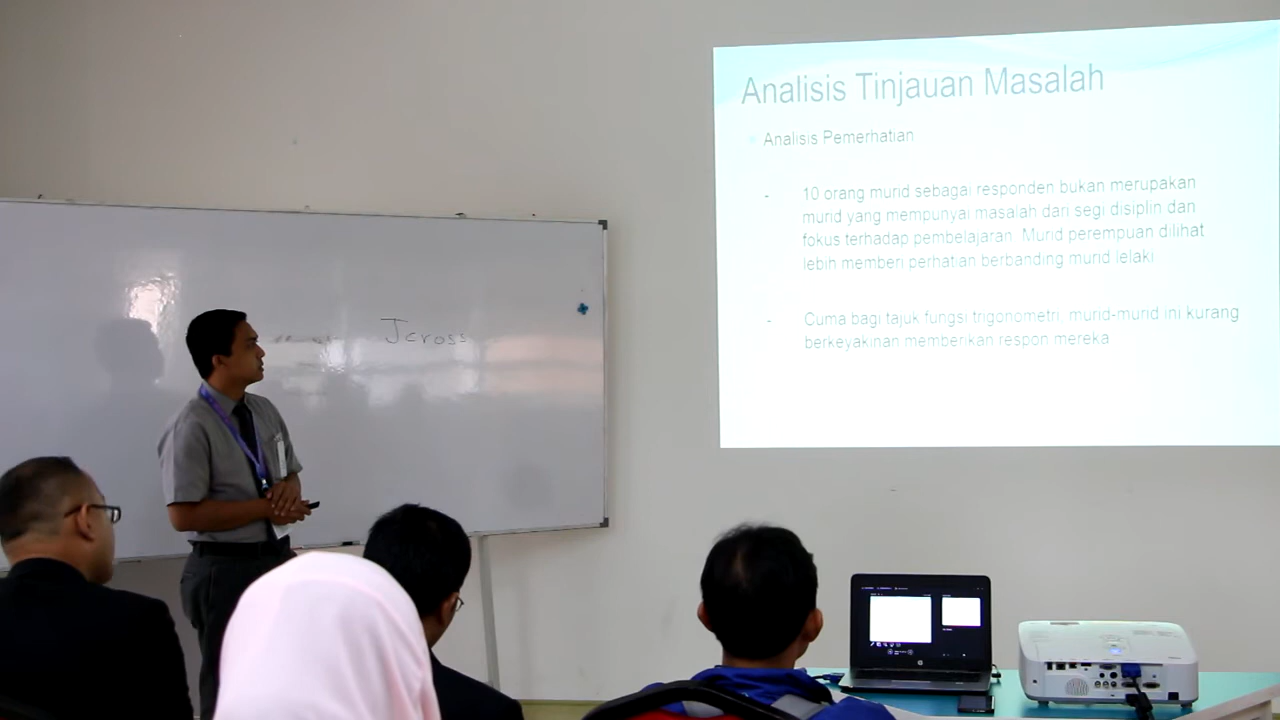 Analisis Tinjauan Masalah
Analisis Pemerhatian
- 10 orang murid sebagai responden bukan merupakan
murid yang mempunyai masalah dari segi disiplin dan
fokus terhadap pembelajaran. Murid perempuan dilihat
lebih memberi perhatian berbanding murid lelaki.
- Cuma bagi tajuk fungsi trigonometri, murid-murid ini kurang
berkeyakinan memberikan respon mereka
Jcross